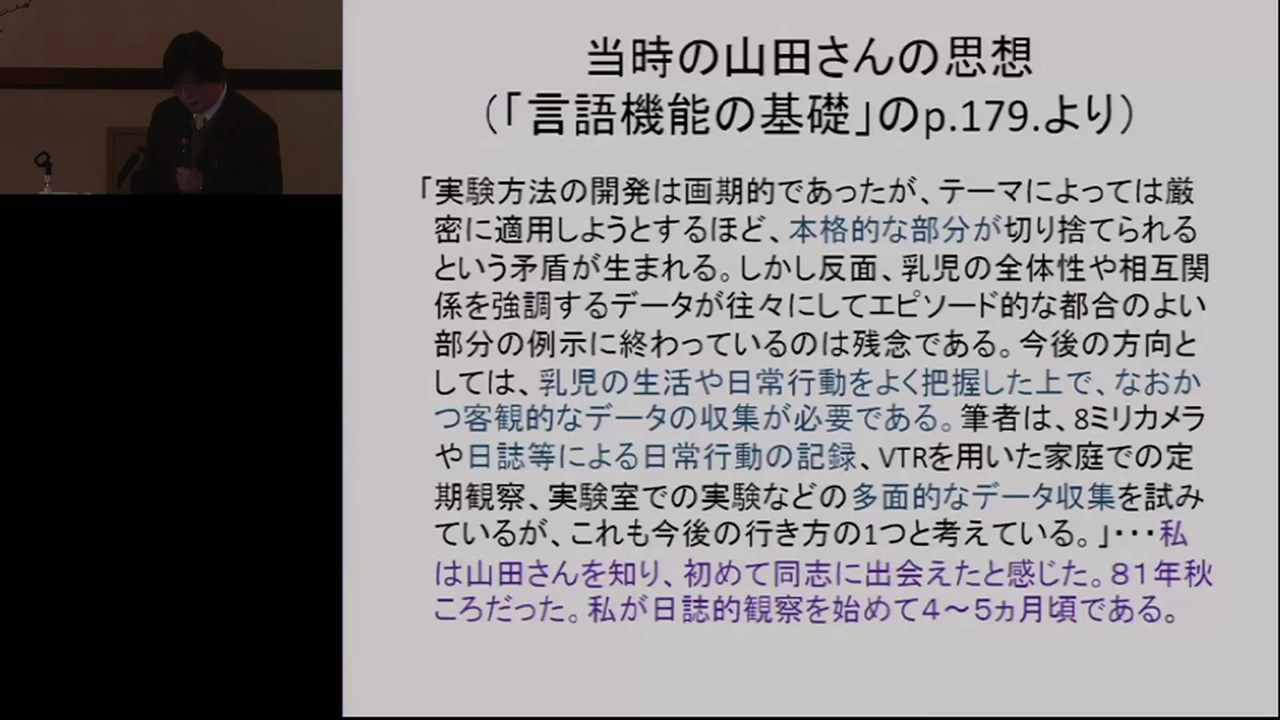 当時の山田さんの思想
（「言語機能の基礎」のp.179.より）
「実験方法の開発は画期的であったが、テーマによっては厳
密に適用しようとするほど、本格的な部分が切り捨てられる
という矛盾が生まれる。しかし反面、乳児の全体性や相互関
係を強調するデータが往々にしてエピソード的な都合のよい
部分の例示に終わっているのは残念である。今後の方向と
しては、乳児の生活や日常行動をよく把握した上で、なおか
つ客観的なデータの収集が必要である。筆者は、8ミリカメラ
や日誌等による日常行動の記録、VTRを用いた家庭での定
期観察、実験室での実験などの多面的なデータ収集を試み
ているが、これも今後の行き方の1つと考えている。」･･･私
は山田さんを知り、初めて同志に出会えたと感じた。８１年秋
ころだった。私が日誌的観察を始めて４～５ヵ月頃である。